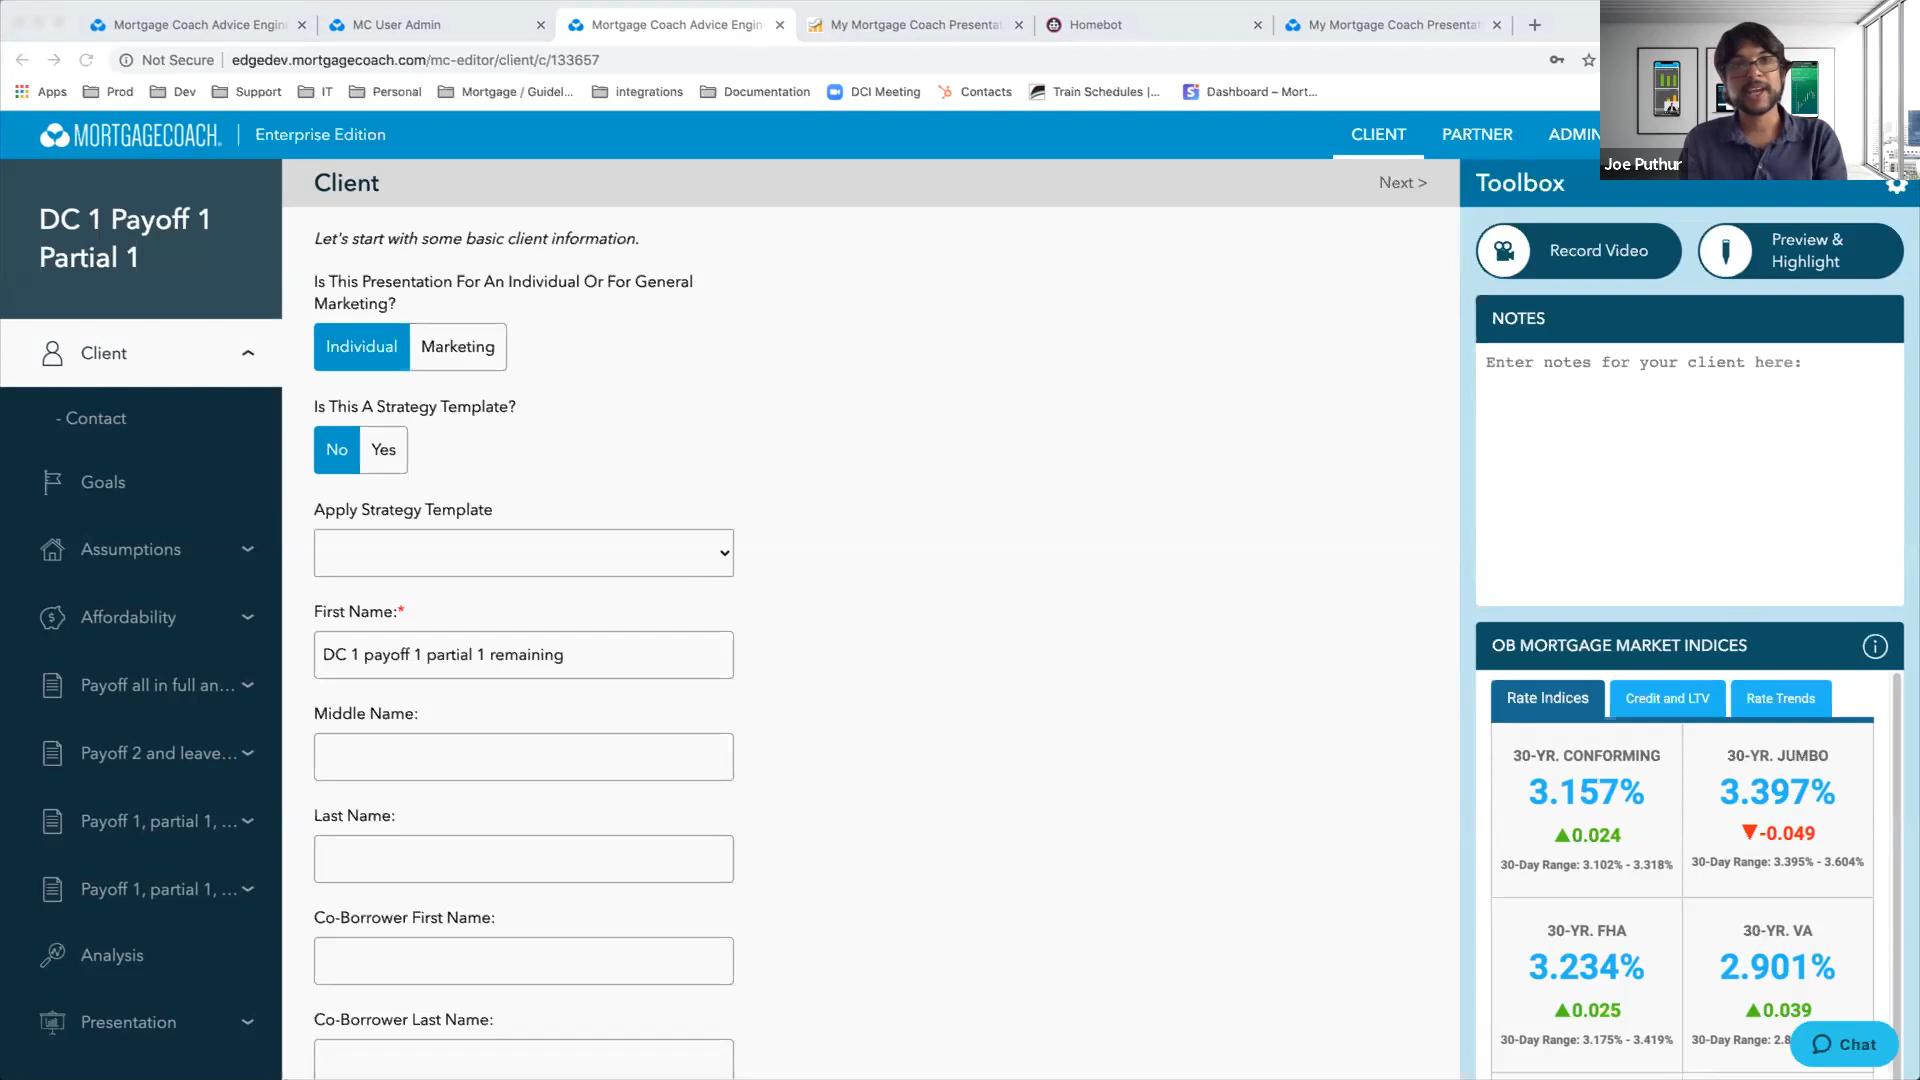 Mortgage Coach Advice Engin
MC User Admin
Mortgage Coach Advice Engin
My Mortgage Coach Presenta
Homebot
My Mortgage Coach Presenta
Not Secure
edgedev.mortgagecoach.com/mc-editor/client/c/133657
Apps
Prod
Dev
Support
IT
Personal
Mortgage / Guidel...
integrations
Documentation
DCI Meeting
Contacts
Train Schedules |...
Dashboard – Mort...
MORTGAGECOACH.
Enterprise Edition
CLIENT
PARTNER
ADMIN
Joe Puthur
DC 1 Payoff 1
Partial 1
Client
- Contact
Goals
Assumptions
Affordability
Payoff all in full an...
Payoff 2 and leave...
Payoff 1, partial 1, ...
Payoff 1, partial 1, ...
Analysis
Presentation
Client
Next >
Let's start with some basic client information.
Is This Presentation For An Individual Or For General
Marketing?
Individual
Marketing
Is This A Strategy Template?
No
Yes
Apply Strategy Template
First Name:*
DC 1 payoff 1 partial 1 remaining
Middle Name:
Last Name:
Co-Borrower First Name:
Co-Borrower Last Name:
Toolbox
Record Video
Preview &
Highlight
NOTES
Enter notes for your client here:
OB MORTGAGE MARKET INDICES
Rate Indices
Credit and LTV
Rate Trends
30-YR. CONFORMING
3.157%
▲0.024
30-Day Range: 3.102% - 3.318%
30-YR. JUMBO
3.397%
▼-0.049
30-Day Range: 3.395% - 3.604%
30-YR. FHA
3.234%
▲0.025
30-Day Range: 3.175% - 3.419%
30-YR. VA
2.901%
▲0.039
30-Day Range: 2.8
Chat